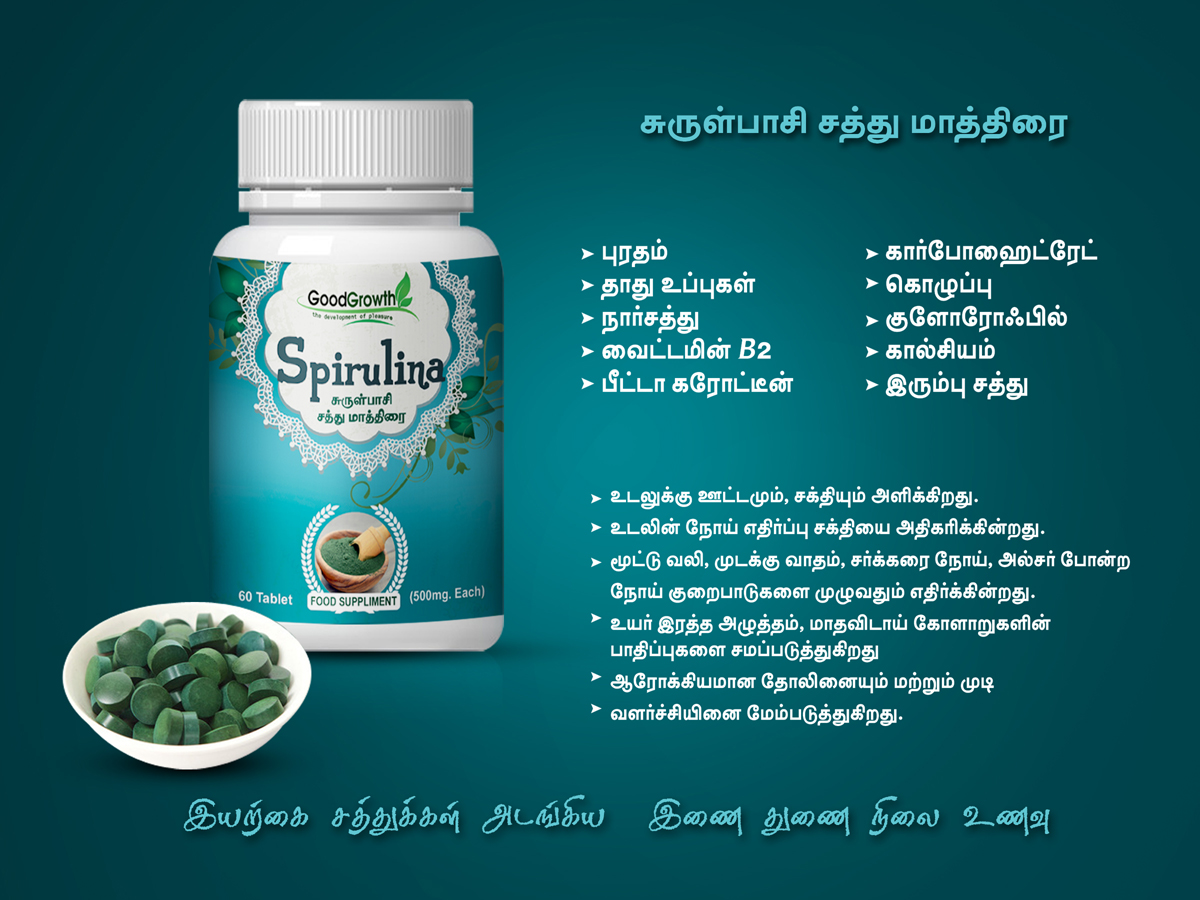 சுருள்பாசி சத்து மாத்திரை
GoodGrowth
the development of pleasure
Spirulina
சுருள்பாசி
சத்து மாத்திரை
60 Tablet
FOOD SUPPLIMENT
(500mg. Each)
புரதம்
தாது உப்புகள்
நார்சத்து
வைட்டமின் B2
பீட்டா கரோட்டீன்
கார்போஹைட்ரேட்
கொழுப்பு
குளோரோஃபில்
கால்சியம்
இரும்பு சத்து
உடலுக்கு ஊட்டமும், சக்தியும் அளிக்கிறது.
உடலின் நோய் எதிர்ப்பு சக்தியை அதிகரிக்கின்றது.
மூட்டு வலி, முடக்கு வாதம், சர்க்கரை நோய், அல்சர் போன்ற
நோய் குறைபாடுகளை முழுவதும் எதிர்க்கின்றது.
உயர் இரத்த அழுத்தம், மாதவிடாய் கோளாறுகளின்
பாதிப்புகளை சமப்படுத்துகிறது
ஆரோக்கியமான தோலினையும் மற்றும் முடி
வளர்ச்சியினை மேம்படுத்துகிறது.
இயற்கை சத்துக்கள் அடங்கிய இணை துணை நிலை உணவு